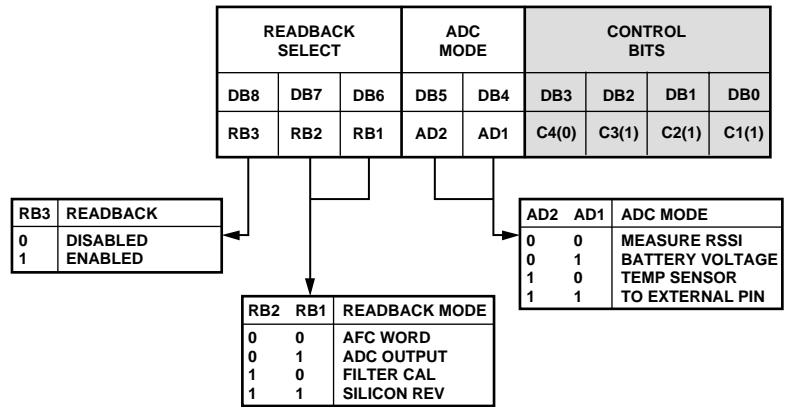 READBACK SELECT ADC MODE CONTROL BITS
DB8 DB7 DB6 DB5 DB4 DB3 DB2 DB1 DB0
RB3 RB2 RB1 AD2 AD1 C4(0) C3(1) C2(1) C1(1)
RB3 READBACK
0 DISABLED
1 ENABLED
RB2 RB1 READBACK MODE
0 0 AFC WORD
0 1 ADC OUTPUT
1 0 FILTER CAL
1 1 SILICON REV
AD2 AD1 ADC MODE
0 0 MEASURE RSSI
0 1 BATTERY VOLTAGE
1 0 TEMP SENSOR
1 1 TO EXTERNAL PIN